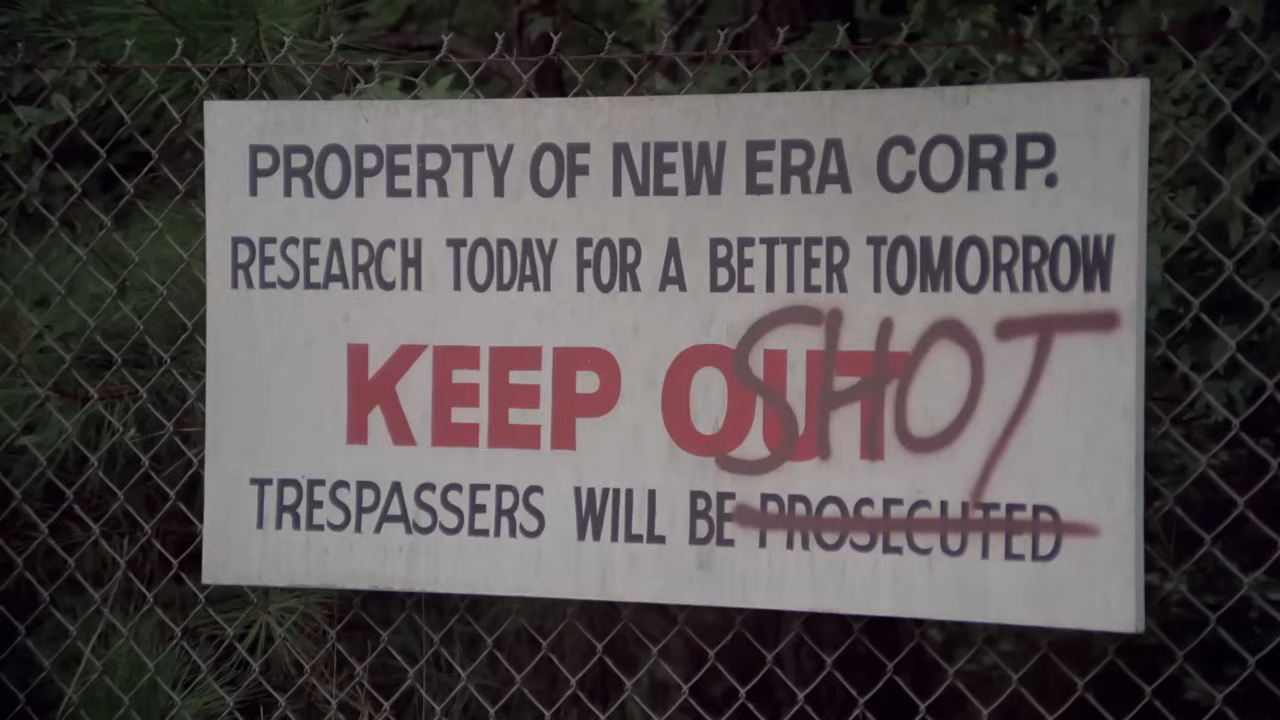 PROPERTY OF NEW ERA CORP.
RESEARCH TODAY FOR A BETTER TOMORROW
KEEP OUT
SHOT
TRESPASSERS WILL BE PROSECUTED